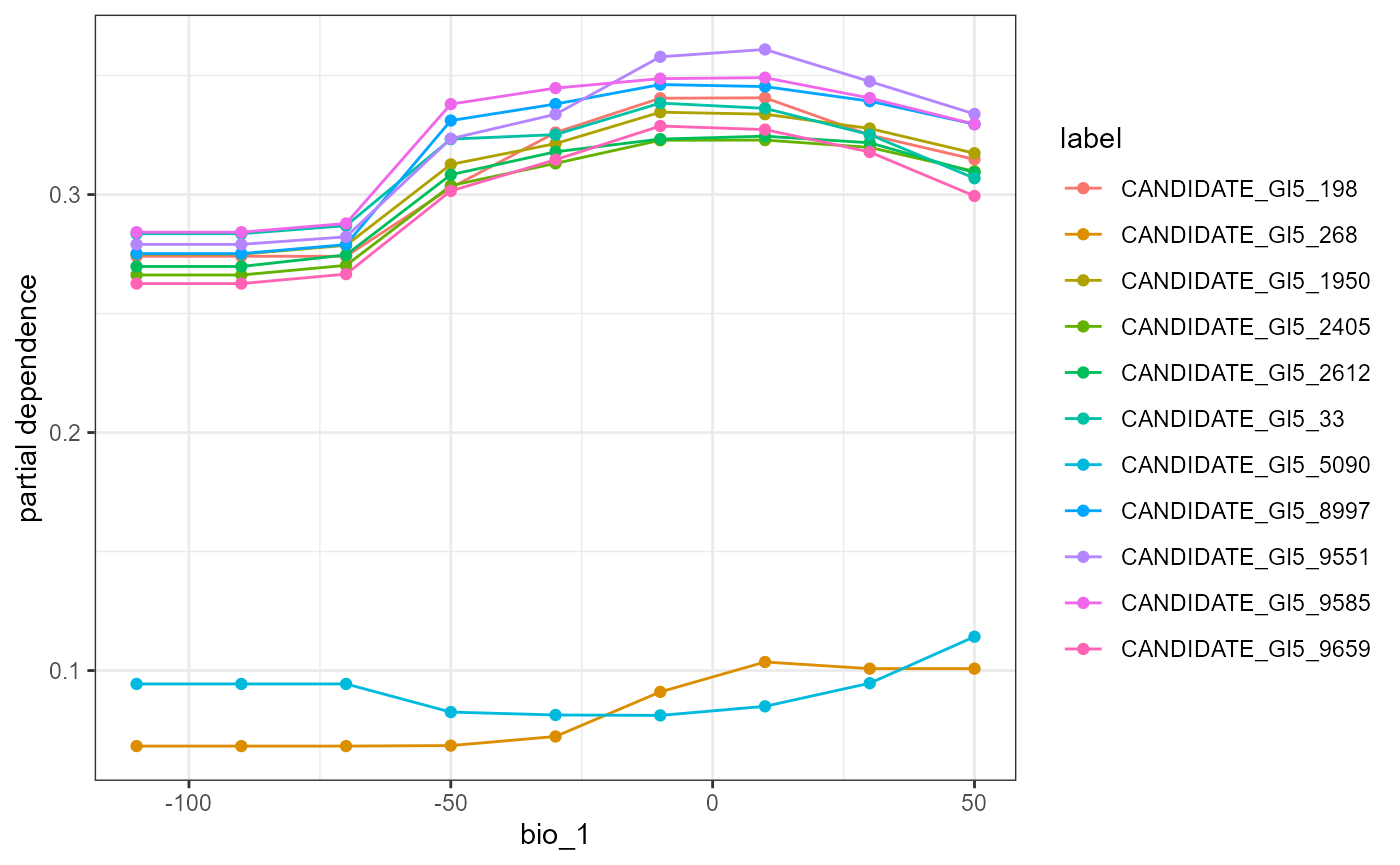 partial dependence
0.3
0.2
0.1
-100
-50
0
50
bio_1
label
CANDIDATE_GI5_198
CANDIDATE_GI5_268
CANDIDATE_GI5_1950
CANDIDATE_GI5_2405
CANDIDATE_GI5_2612
CANDIDATE_GI5_33
CANDIDATE_GI5_5090
CANDIDATE_GI5_8997
CANDIDATE_GI5_9551
CANDIDATE_GI5_9585
CANDIDATE_GI5_9659